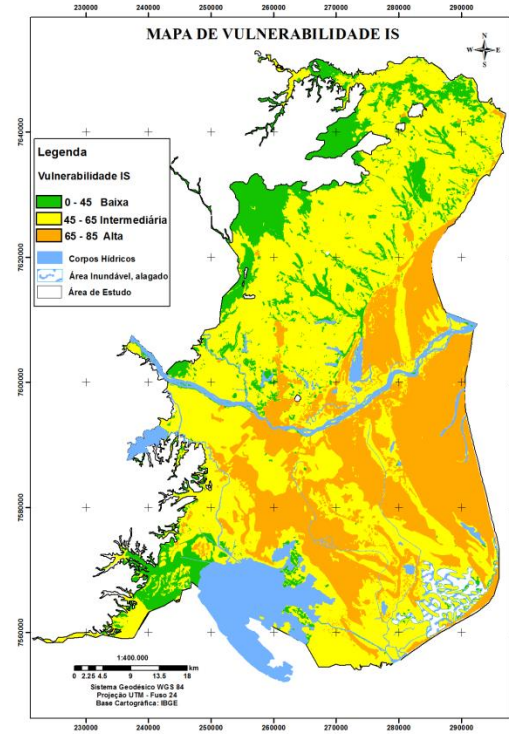 230000 240000 250000 260000 270000 280000 290000
MAPA DE VULNERABILIDADE IS
N
W E
S
7640000
Legenda
Vulnerabilidade IS
0 - 45 Baixa
45 - 65 Intermediária
65 - 85 Alta
Corpos Hídricos
Área Inundável, alagado
Área de Estudo
7620000
7600000
7580000
7560000
1:400.000
km
0 2.25 4.5 9 13.5 18
Sistema Geodésico WGS 84
Projeção UTM - Fuso 24
Base Cartográfica: IBGE
230000 240000 250000 260000 270000 280000 290000